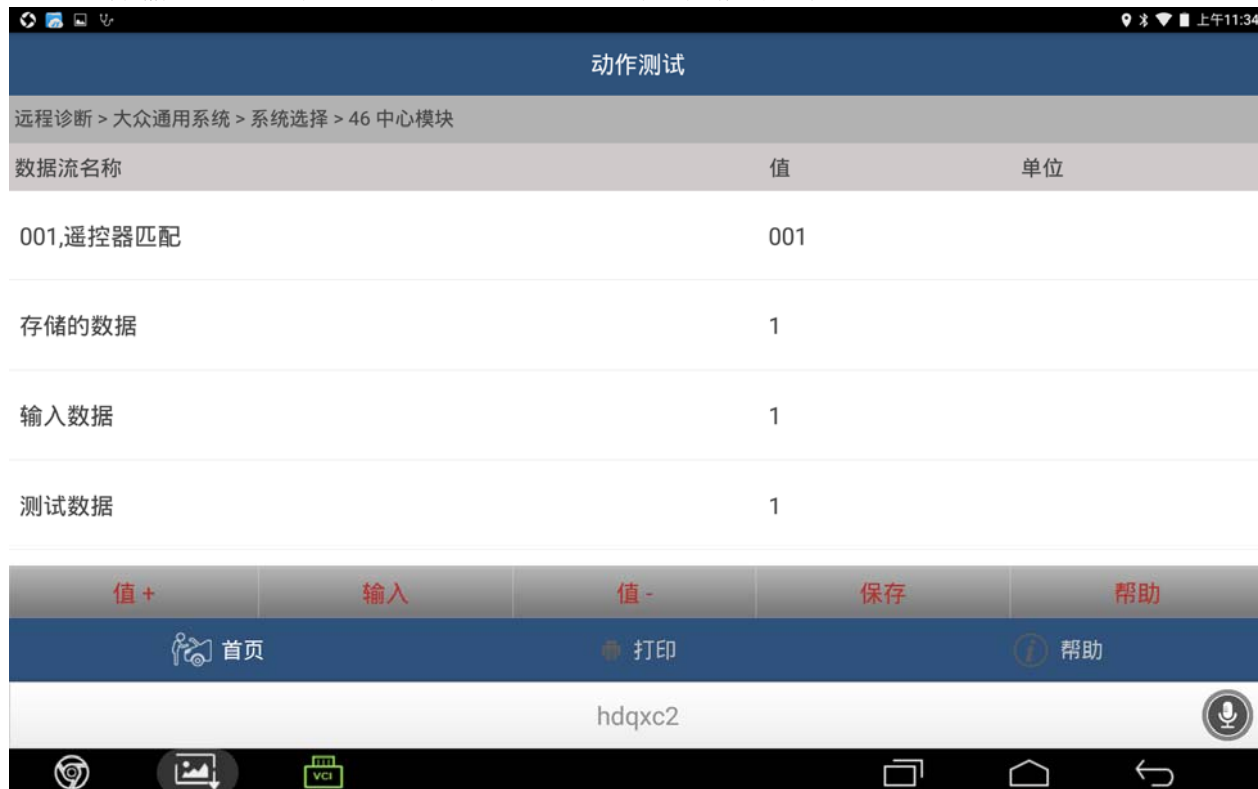 上午11:34
动作测试
远程诊断 > 大众通用系统 > 系统选择 > 46 中心模块
数据流名称 值 单位
001,遥控器匹配 001
存储的数据 1
输入数据 1
测试数据 1
值 + 输入 值 - 保存 帮助
首页 打印 i 帮助
hdqxc2
VCI